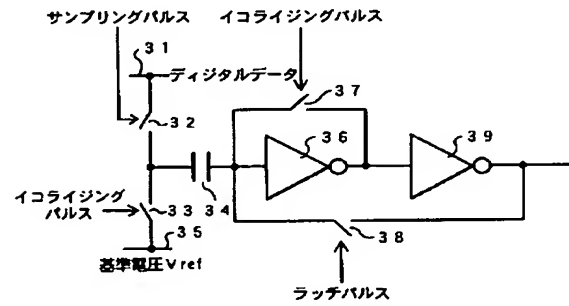 サンプリングパルス
イコライジングパルス
31
ディジタルデータ
37
32
36
39
イコライジング
パルス
33
34
35
38
基準電圧Vref
ラッチパルス